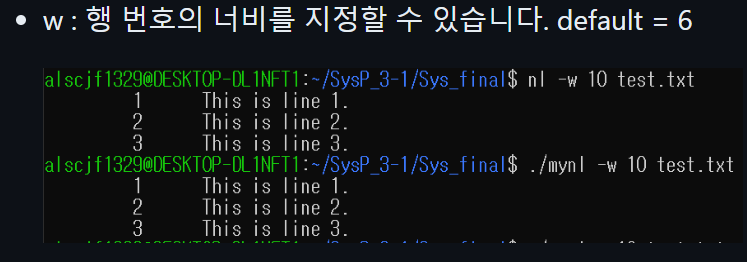 w : 행 번호의 너비를 지정할 수 있습니다. default = 6
alscjf1329@DESKTOP-DL1NFT1:~/SysP_3-1/Sys_final$ nl -w 10 test.txt
1 This is line 1.
2 This is line 2.
3 This is line 3.
alscjf1329@DESKTOP-DL1NFT1:~/SysP_3-1/Sys_final$ ./mynl -w 10 test.txt
1 This is line 1.
2 This is line 2.
3 This is line 3.